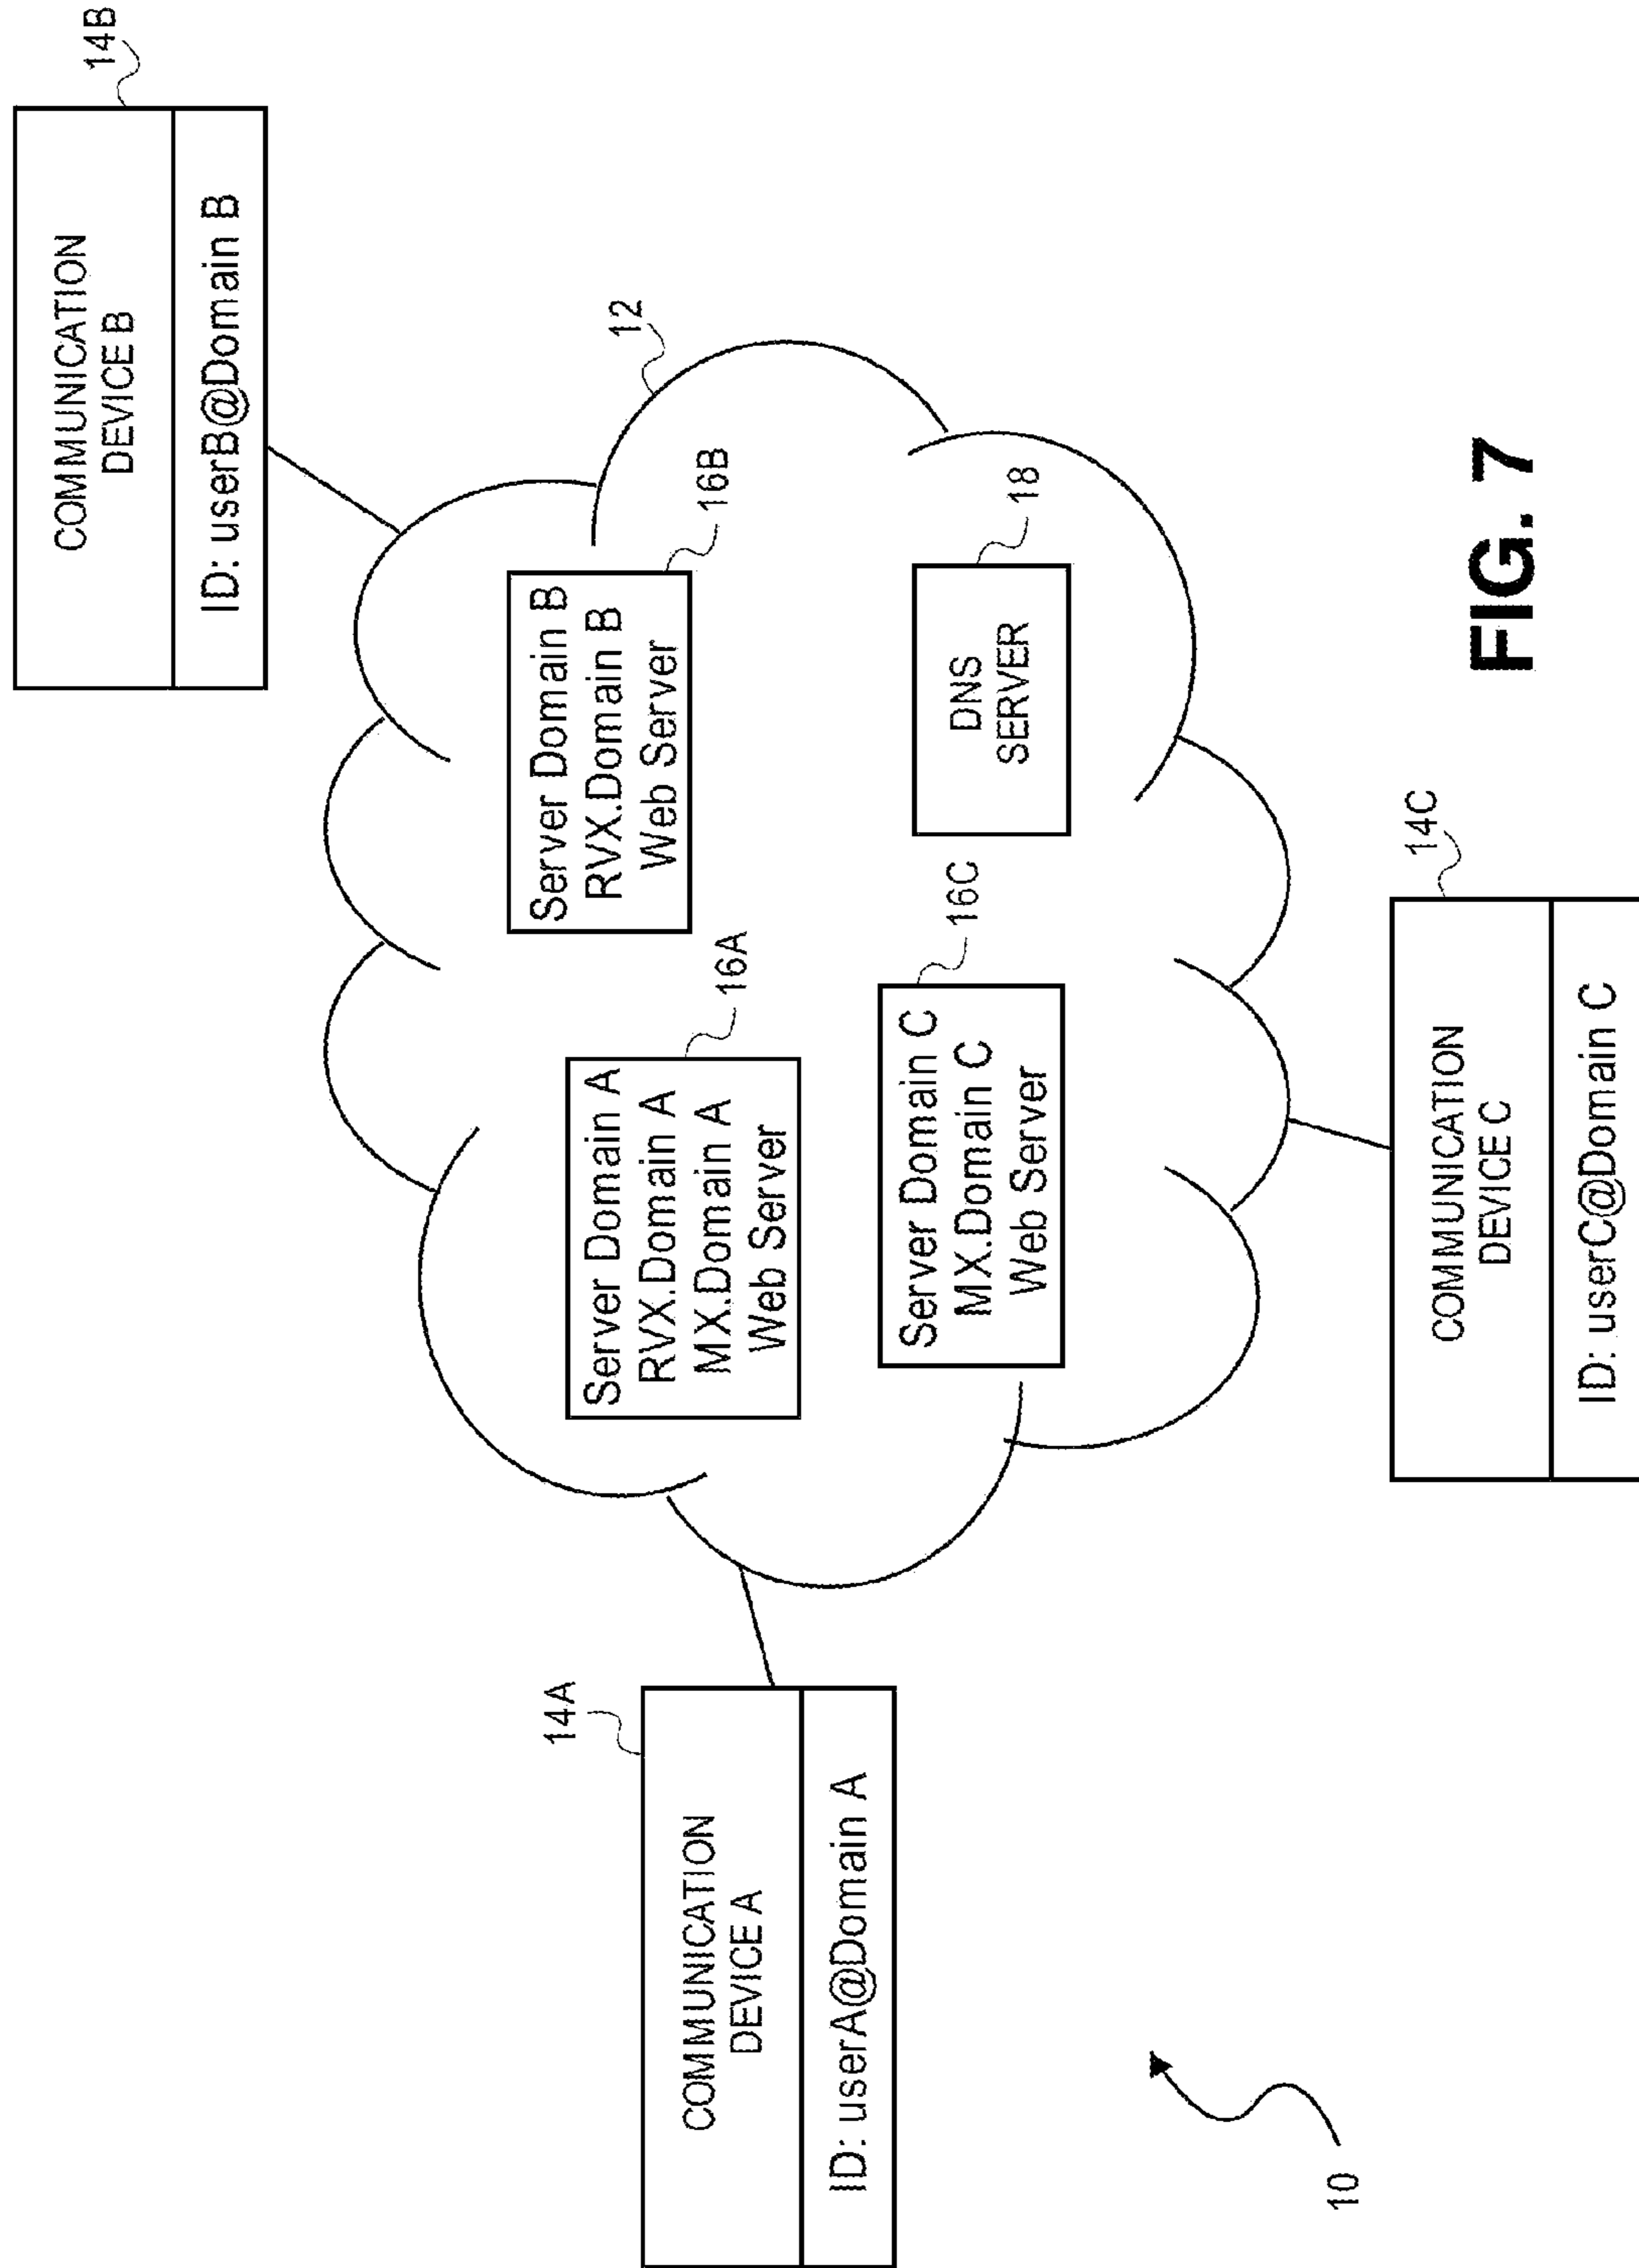 14B
COMMUNICATION
DEVICE B
ID: userB@Domain B
12
Server Domain B
RVX.Domain B
Web Server
16B
Server Domain A
RVX.Domain A
MX.Domain A
Web Server
16A
DNS
SERVER
18
Server Domain C
MX.Domain C
Web Server
16C
14A
COMMUNICATION
DEVICE A
ID: userA@Domain A
14C
COMMUNICATION
DEVICE C
ID: userC@Domain C
10
FIG. 7